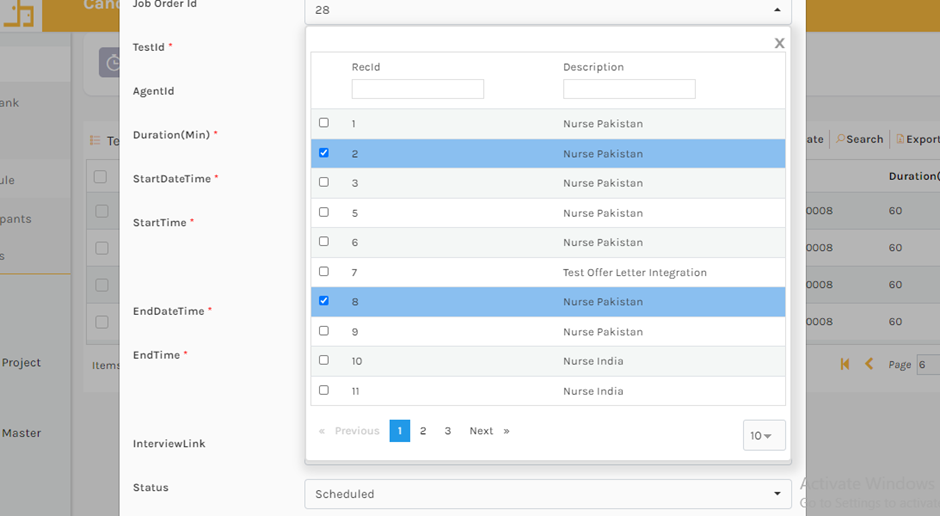 Cand
Job Order Id
28
TestId *
X
RecId Description
AgentId
1 Nurse Pakistan
Duration(Min) *
2 Nurse Pakistan
3 Nurse Pakistan
StartDateTime *
5 Nurse Pakistan
StartTime *
6 Nurse Pakistan
7 Test Offer Letter Integration
8 Nurse Pakistan
EndDateTime *
9 Nurse Pakistan
EndTime *
10 Nurse India
11 Nurse India
« Previous 1 2 3 Next »
10
InterviewLink
Status
Scheduled
ank
ule
pants
s
Project
Master
Te
Items
ate Search Export
Duration(
0008 60
0008 60
0008 60
0008 60
Page 6
Activate Windows
Go to Settings to activat